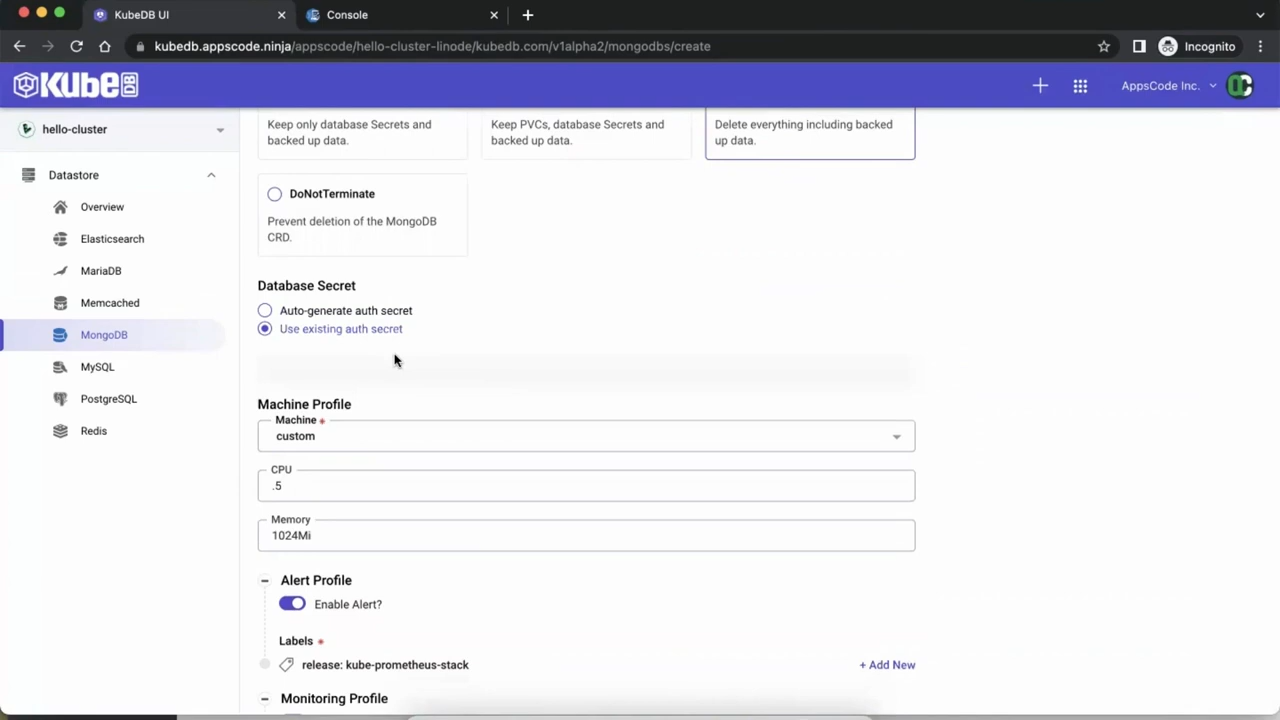 KubeDB UI
Console
kubedb.appscode.ninja/appscode/hello-cluster-linode/kubedb.com/v1alpha2/mongodbs/create
Incognito
KubeDB
AppsCode Inc.
hello-cluster
Datastore
Overview
Elasticsearch
MariaDB
Memcached
MongoDB
MySQL
PostgreSQL
Redis
Keep only database Secrets and
backed up data.
Keep PVCs, database Secrets and
backed up data.
Delete everything including backed
up data.
DoNotTerminate
Prevent deletion of the MongoDB
CRD.
Database Secret
Auto-generate auth secret
Use existing auth secret
Machine Profile
Machine *
custom
CPU
.5
Memory
1024Mi
Alert Profile
Enable Alert?
Labels *
release: kube-prometheus-stack
+ Add New
Monitoring Profile